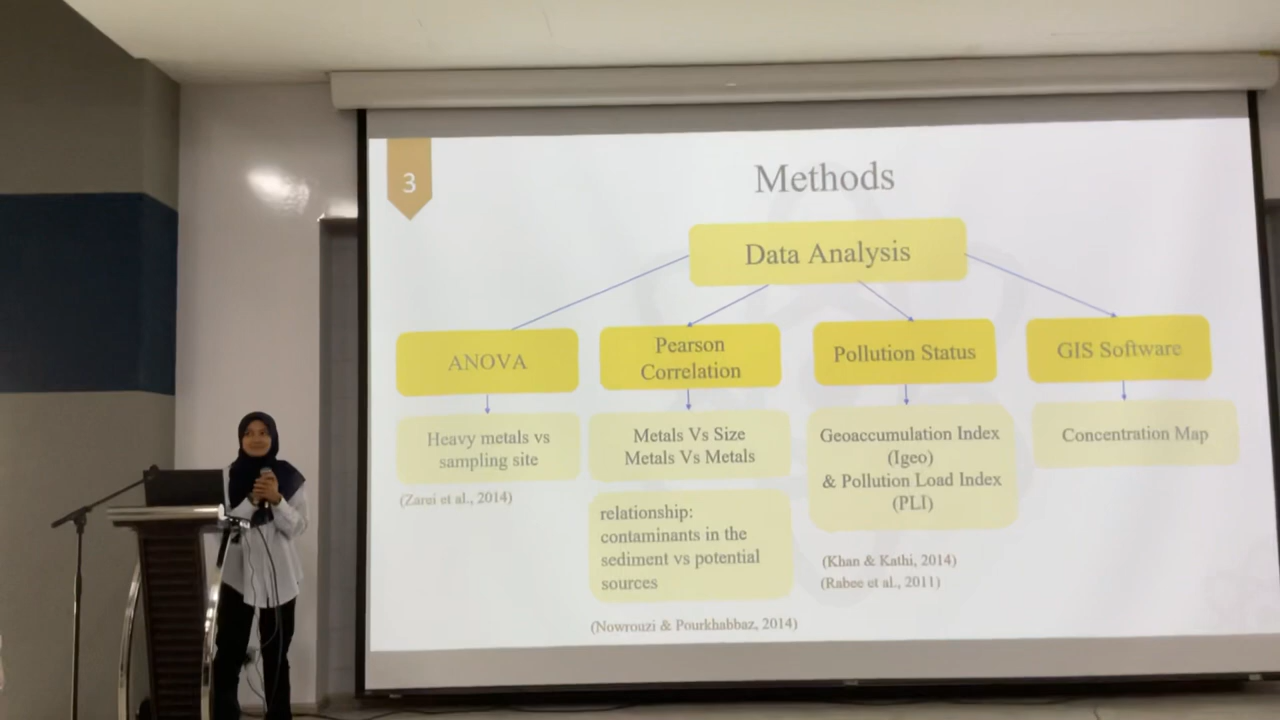 3
Methods
Data Analysis
ANOVA
Heavy metals vs
sampling site
(Zarei et al., 2014)
Pearson
Correlation
Metals Vs Size
Metals Vs Metals
relationship:
contaminants in the
sediment vs potential
sources
(Nowrouzi & Pourkhabbaz, 2014)
Pollution Status
Geoaccumulation Index
(Igeo)
& Pollution Load Index
(PLI)
(Khan & Kathi, 2014)
(Rabee et al., 2011)
GIS Software
Concentration Map